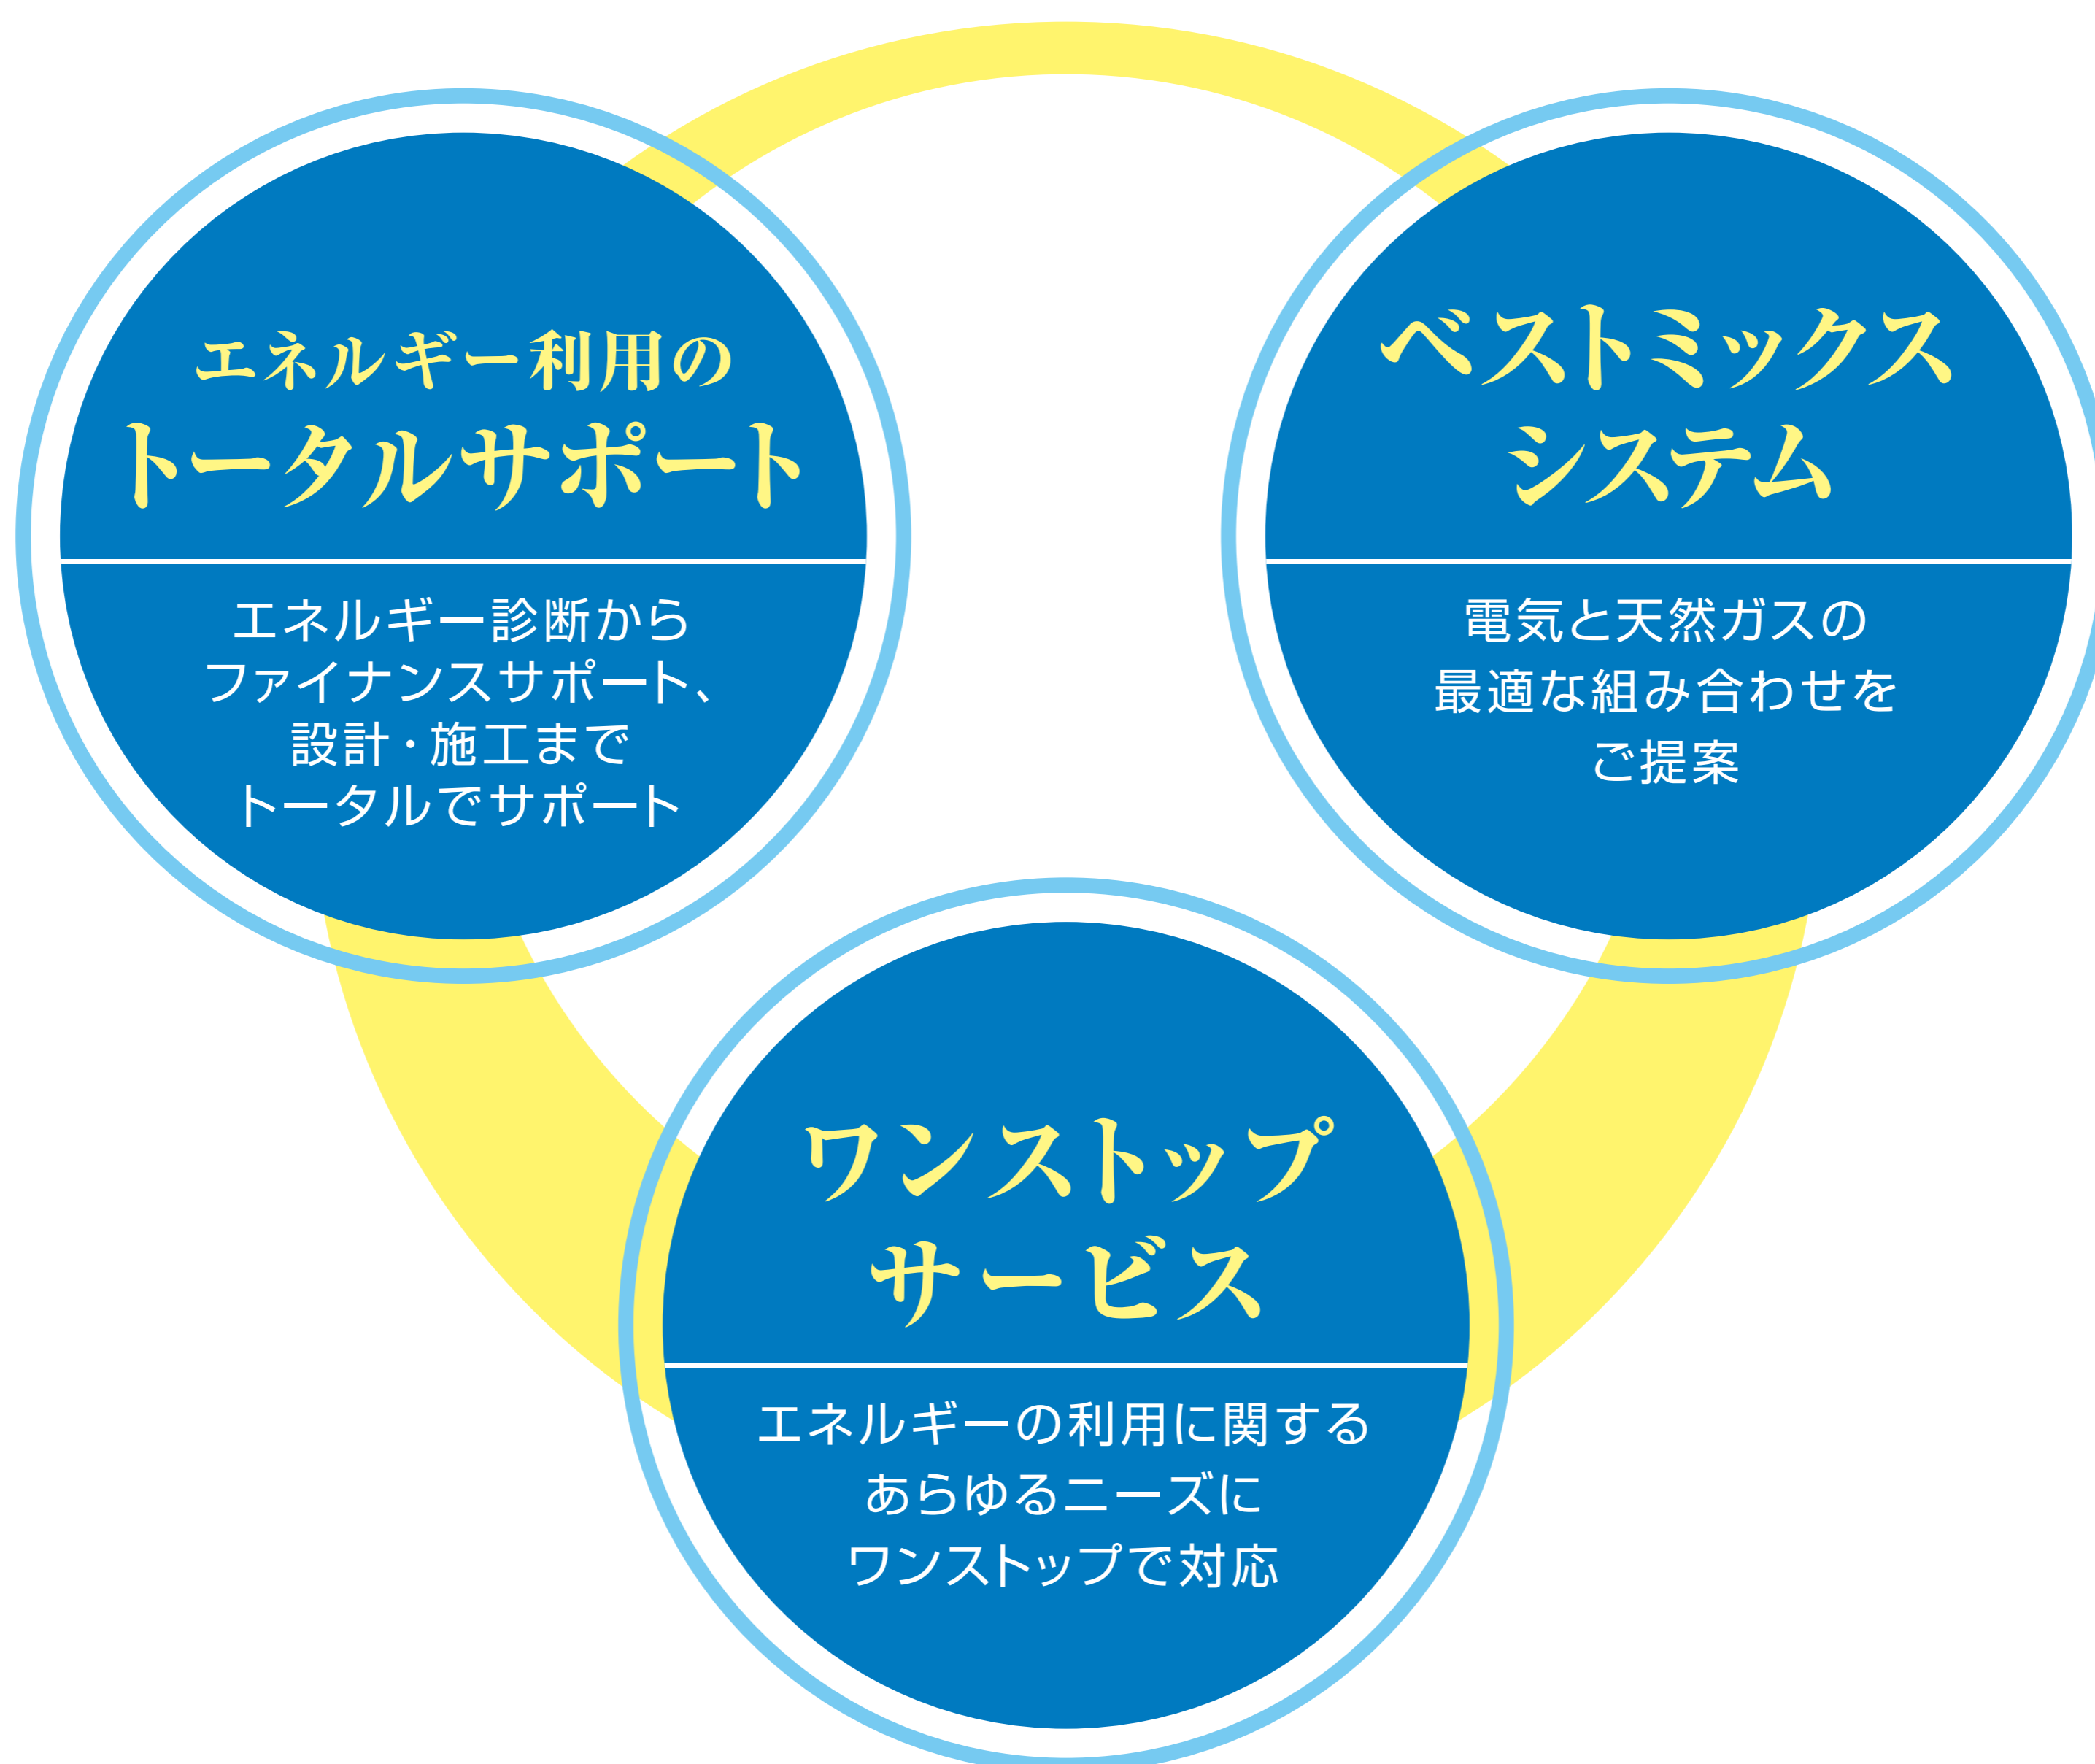 エネルギー利用の
トータルサポート
エネルギー診断から
ファイナンスサポート、
設計・施工まで
トータルでサポート
ベストミックス
システム
電気と天然ガスの
最適な組み合わせを
ご提案
ワンストップ
サービス
エネルギーの利用に関する
あらゆるニーズに
ワンストップで対応